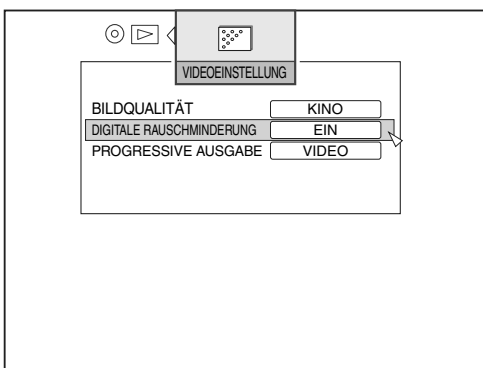 VIDEOEINSTELLUNG
BILDQUALITÄT KINO
DIGITALE RAUSCHMINDERUNG EIN
PROGRESSIVE AUSGABE VIDEO